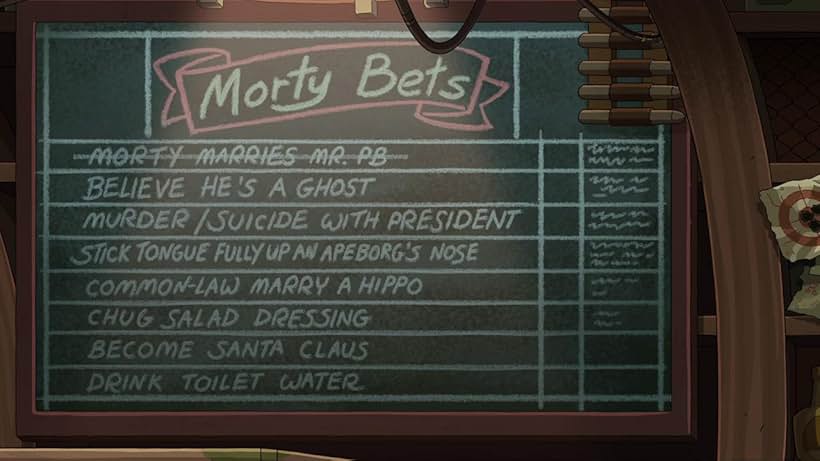 Morty Bets
MORTY MARRIES MR. PB
BELIEVE HE'S A GHOST
MURDER/SUICIDE WITH PRESIDENT
STICK TONGUE FULLY UP AN APEBORG'S NOSE
COMMON-LAW MARRY A HIPPO
CHUG SALAD DRESSING
BECOME SANTA CLAUS
DRINK TOILET WATER